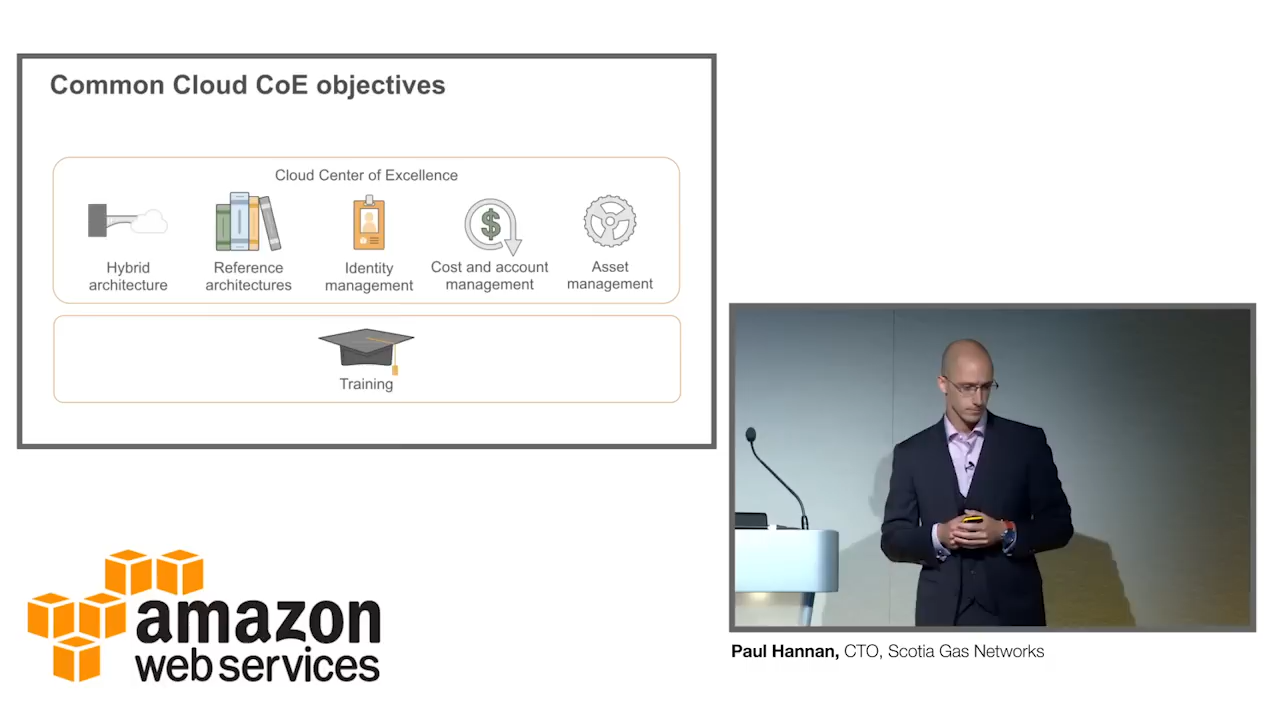 Common Cloud CoE objectives
Cloud Center of Excellence
Hybrid
architecture
Reference
architectures
Identity
management
Cost and account
management
Asset
management
Training
amazon
web services
Paul Hannan, CTO, Scotia Gas Networks